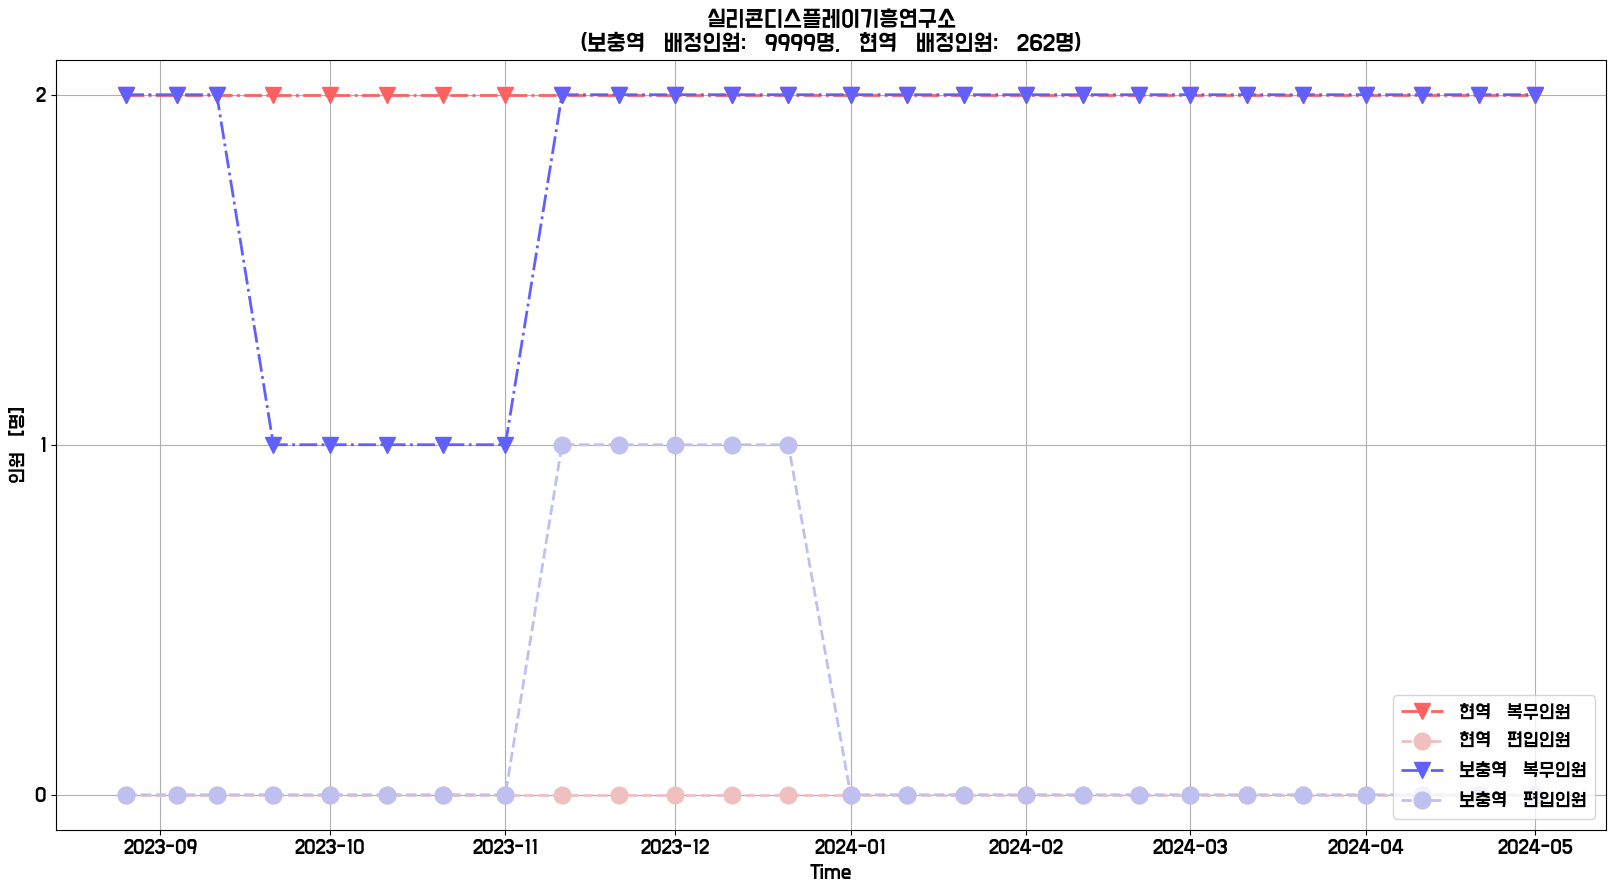 실리콘디스플레이기흥연구소
(보충역 배정인원: 9999명, 현역 배정인원: 262명)
인원 [명]
2
1
0
현역 복무인원
현역 편입인원
보충역 복무인원
보충역 편입인원
2023-09 2023-10 2023-11 2023-12 2024-01 2024-02 2024-03 2024-04 2024-05
Time